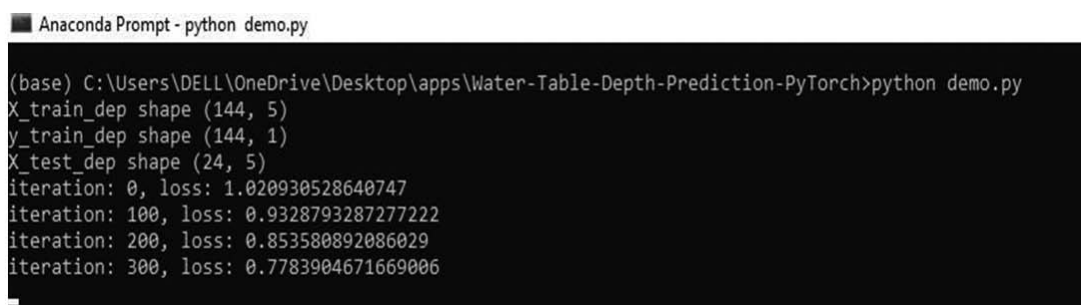 Anaconda Prompt - python demo.py
(base) C:\Users\DELL\OneDrive\Desktop\apps\Water-Table-Depth-Prediction-PyTorch>python demo.py
X_train_dep shape (144, 5)
y_train_dep shape (144, 1)
X_test_dep shape (24, 5)
iteration: 0, loss: 1.020930528640747
iteration: 100, loss: 0.9328793287277222
iteration: 200, loss: 0.853580892086029
iteration: 300, loss: 0.7783904671669006